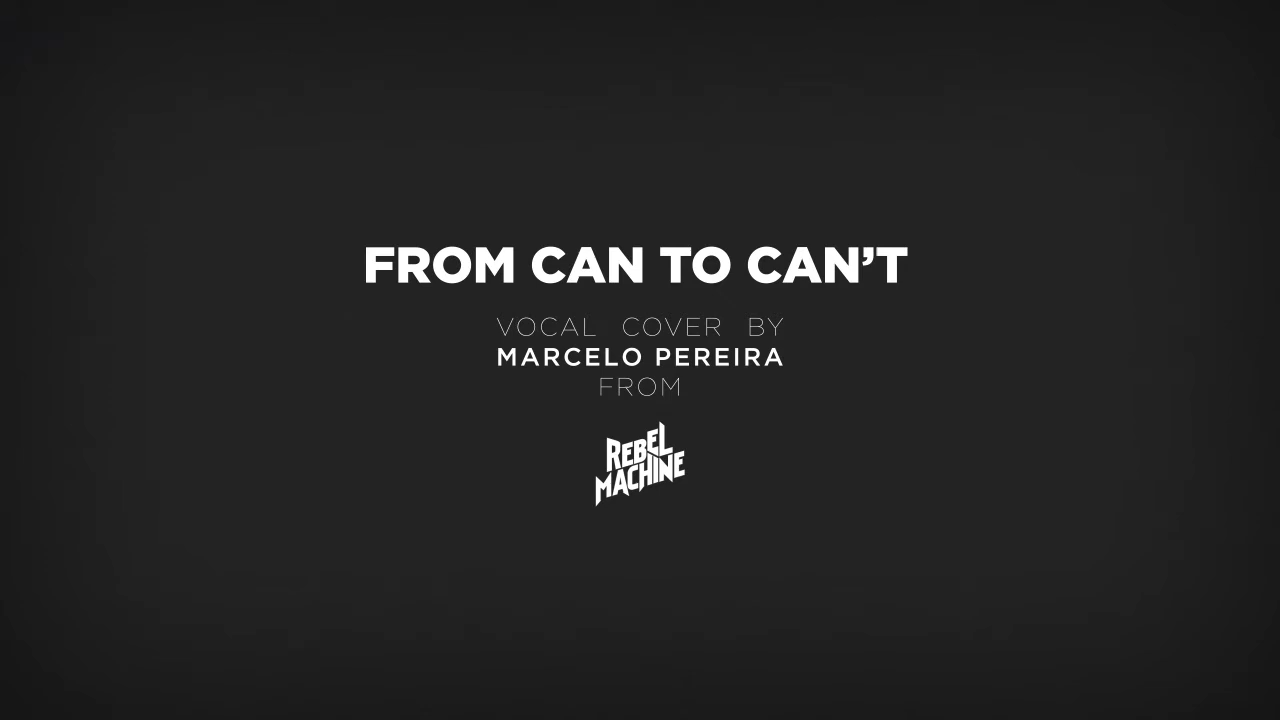 FROM CAN TO CAN’T
VOCAL COVER BY
MARCELO PEREIRA
FROM
REBEL
MACHINE